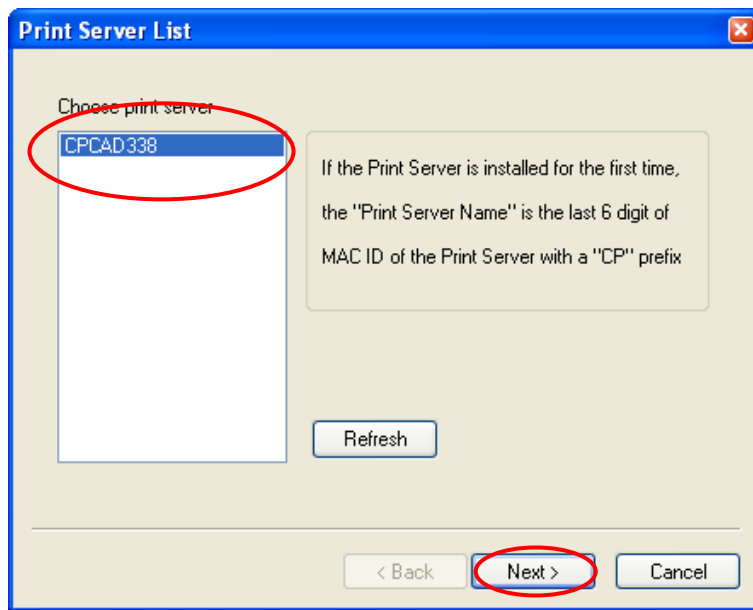 Print Server List
Choose print server
CPCAD338
If the Print Server is installed for the first time,
the "Print Server Name" is the last 6 digit of
MAC ID of the Print Server with a "CP" prefix
Refresh
< Back
Next >
Cancel